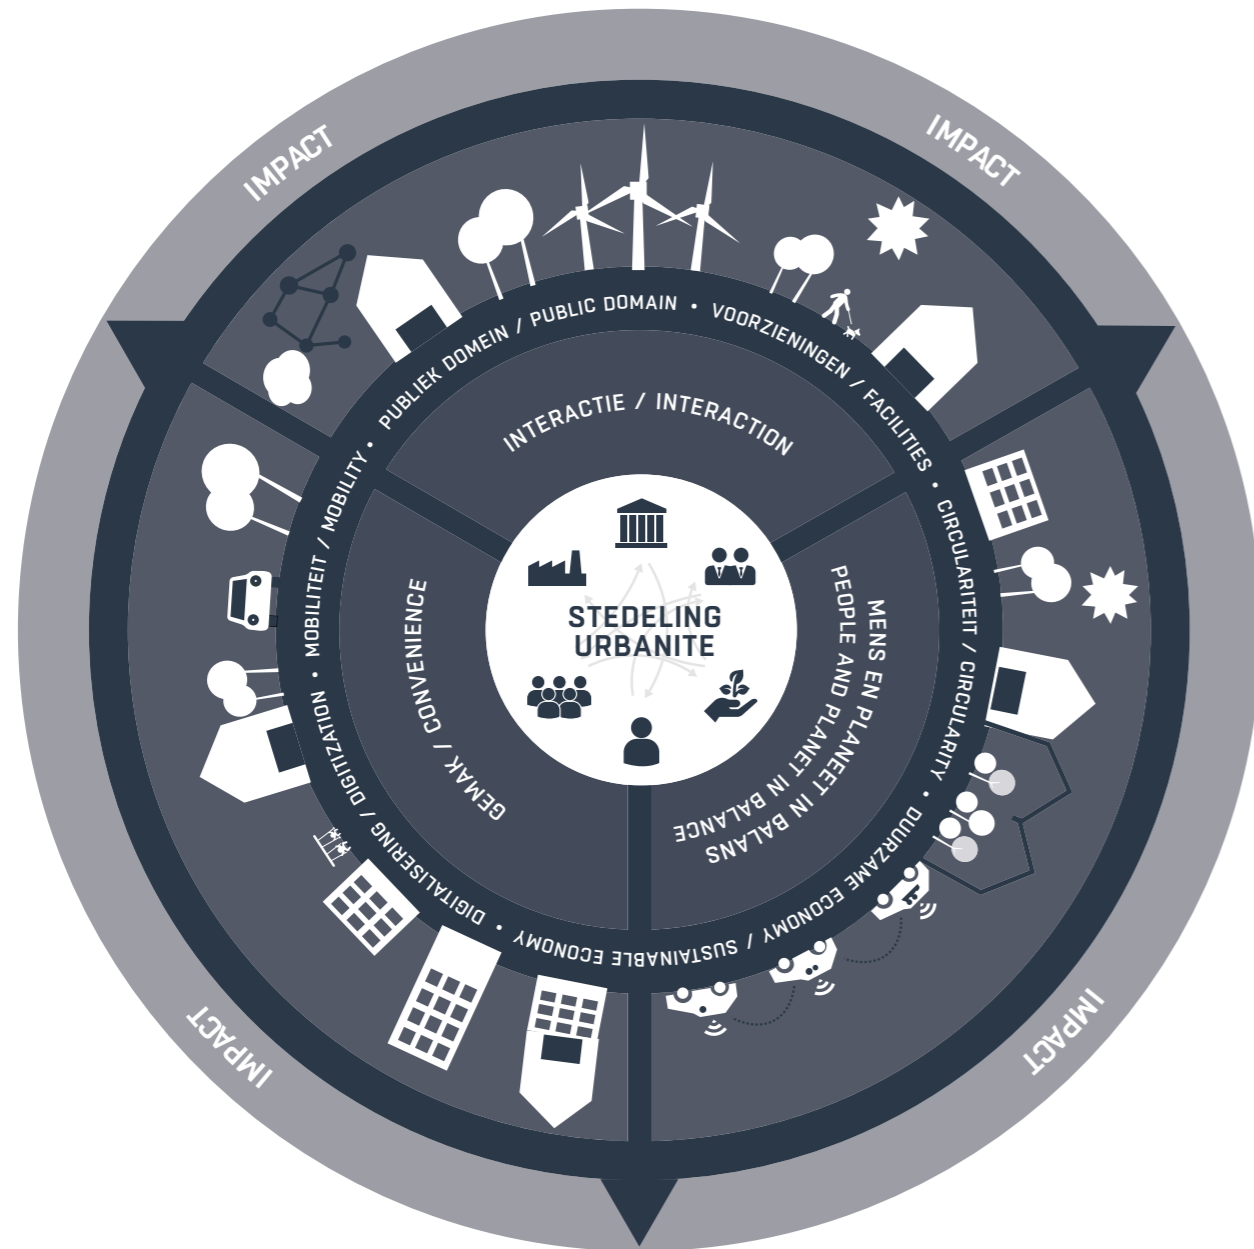 IMPACT
IMPACT
PUBLIEK DOMEIN / PUBLIC DOMAIN • VOORZIENINGEN / FACILITIES • CIRCULARITEIT / CIRCULARITY • DUURZAME ECONOMY / SUSTAINABLE ECONOMY • DIGITALISERING / DIGITIZATION • MOBILITEIT / MOBILITY •
INTERACTIE / INTERACTION
MENS EN PLANEET IN BALANS
PEOPLE AND PLANET IN BALANCE
GEMAK / CONVENIENCE
STEDELING
URBANITE
IMPACT
IMPACT